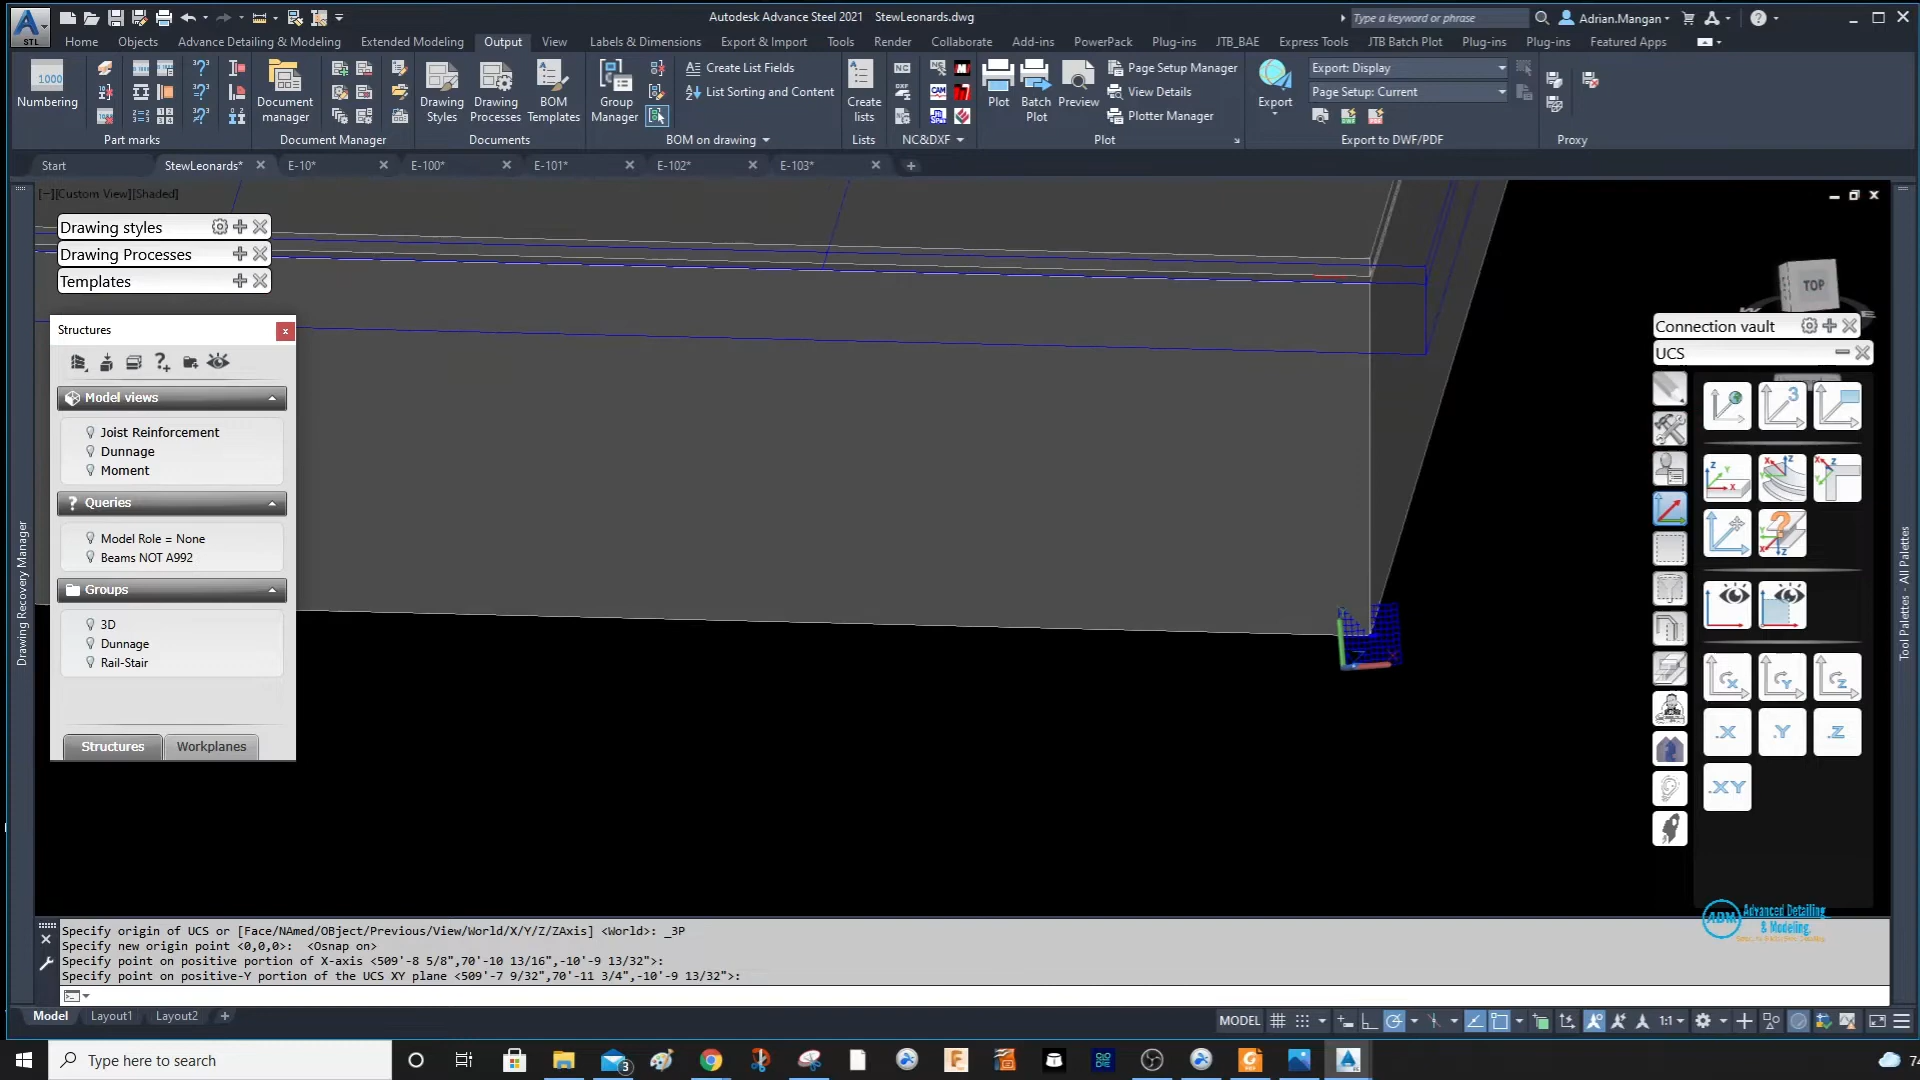 STL
Autodesk Advance Steel 2021 StewLeonards.dwg
Type a keyword or phrase
Adrian.Mangan
Home Objects Advance Detailing & Modeling Extended Modeling Output View Labels & Dimensions Export & Import Tools Render Collaborate Add-ins PowerPack Plug-ins JTB_BAE Express Tools JTB Batch Plot Plug-ins Plug-ins Featured Apps
Numbering
Document manager
Drawing Styles
Drawing Processes
BOM Templates
Group Manager
Create List Fields
List Sorting and Content
Create lists
Plot
Batch Plot
Preview
Page Setup Manager
View Details
Plotter Manager
Export
Export: Display
Page Setup: Current
Part marks Document Manager Documents BOM on drawing Lists NC&DXF Plot Export to DWF/PDF Proxy
Start StewLeonards* E-10* E-100* E-101* E-102* E-103*
[−][Custom View][Shaded]
Drawing styles
Drawing Processes
Templates
Structures
Model views
Joist Reinforcement
Dunnage
Moment
Queries
Model Role = None
Beams NOT A992
Groups
3D
Dunnage
Rail-Stair
Structures Workplanes
Drawing Recovery Manager
TOP
Connection vault
UCS
.X .Y .Z
.XY
Tool Palettes - All Palettes
ADM Advanced Detailing & Modeling.
Specify origin of UCS or [Face/NAmed/OBject/Previous/View/World/X/Y/Z/ZAxis] <World>: _3P
Specify new origin point <0,0,0>: <Osnap on>
Specify point on positive portion of X-axis <509'-8 5/8",70'-10 13/16",-10'-9 13/32">:
Specify point on positive-Y portion of the UCS XY plane <509'-7 9/32",70'-11 3/4",-10'-9 13/32">:
Model Layout1 Layout2 +
MODEL 1:1
Type here to search
3